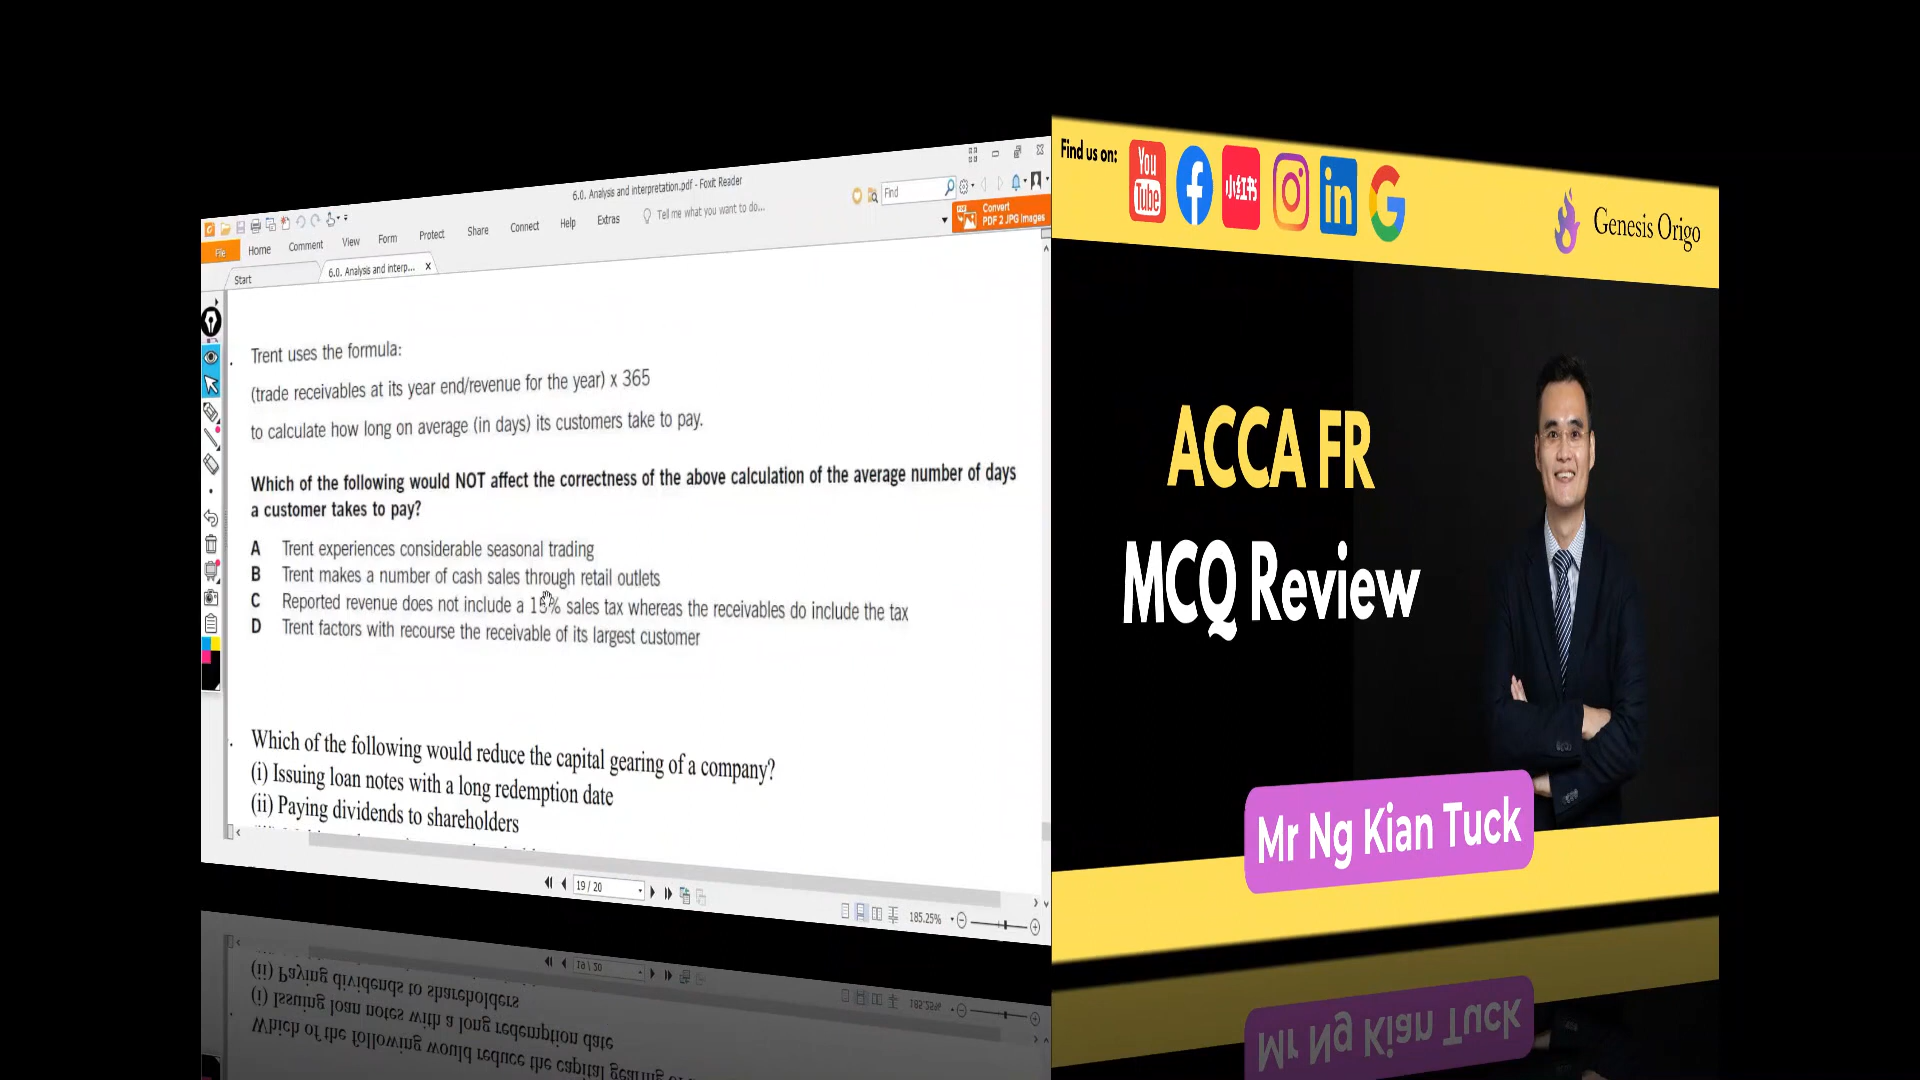 6.0. Analysis and interpretation.pdf - Foxit Reader
File
Home
Comment
View
Form
Protect
Share
Connect
Help
Extras
Tell me what you want to do...
Find
Convert
PDF 2 JPG Images
Start
6.0. Analysis and interp...
Trent uses the formula:
(trade receivables at its year end/revenue for the year) x 365
to calculate how long on average (in days) its customers take to pay.
Which of the following would NOT affect the correctness of the above calculation of the average number of days
a customer takes to pay?
A Trent experiences considerable seasonal trading
B Trent makes a number of cash sales through retail outlets
C Reported revenue does not include a 15% sales tax whereas the receivables do include the tax
D Trent factors with recourse the receivable of its largest customer
Which of the following would reduce the capital gearing of a company?
(i) Issuing loan notes with a long redemption date
(ii) Paying dividends to shareholders
19 / 20
185.25%
Find us on:
You
Tube
小红书
in
Genesis Origo
ACCA FR
MCQ Review
Mr Ng Kian Tuck